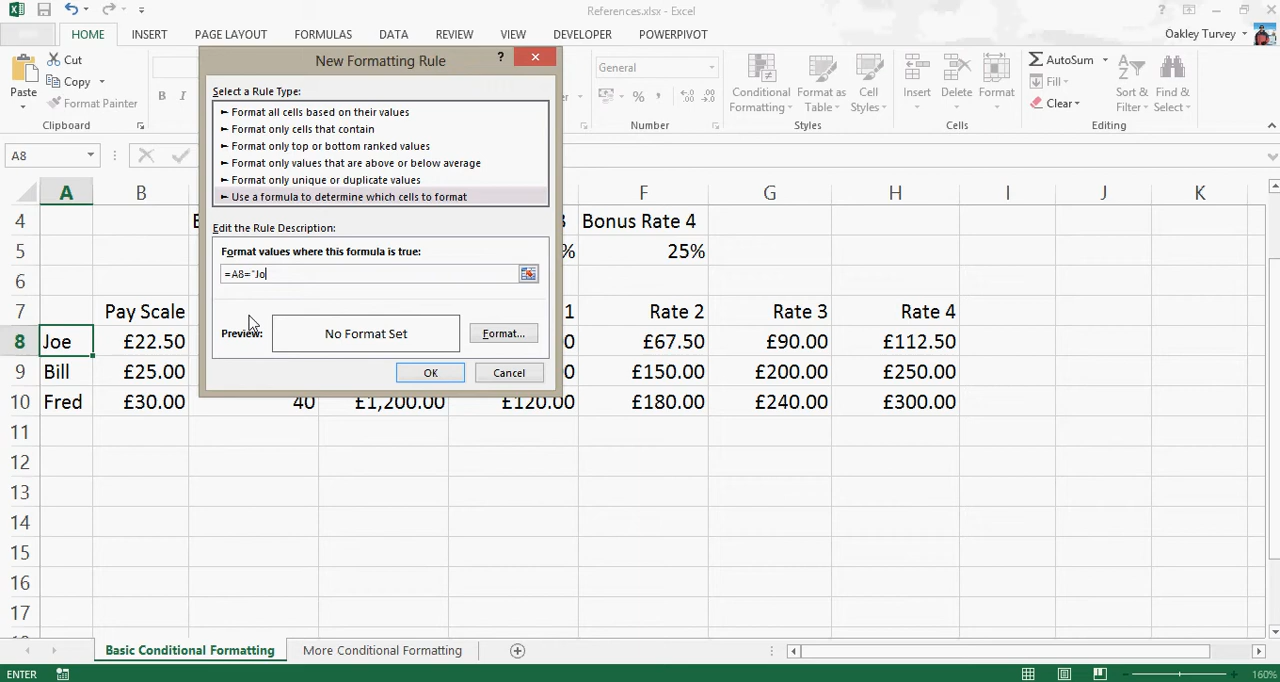 References.xlsx - Excel
HOME INSERT PAGE LAYOUT FORMULAS DATA REVIEW VIEW DEVELOPER POWERPIVOT
Oakley Turvey
Cut
Copy
Format Painter
Paste
Clipboard
B I
General
%
Number
Conditional Formatting
Format as Table
Cell Styles
Styles
Insert
Delete
Format
Cells
AutoSum
Fill
Clear
Sort & Filter
Find & Select
Editing
New Formatting Rule
?
Select a Rule Type:
► Format all cells based on their values
► Format only cells that contain
► Format only top or bottom ranked values
► Format only values that are above or below average
► Format only unique or duplicate values
► Use a formula to determine which cells to format
Edit the Rule Description:
Format values where this formula is true:
=A8="Jo
Preview:
No Format Set
Format...
OK
Cancel
A8
A B F G H I J K
4 Bonus Rate 4
5 % 25%
6
7 Pay Scale 1 Rate 2 Rate 3 Rate 4
8 Joe £22.50 00 £67.50 £90.00 £112.50
9 Bill £25.00 00 £150.00 £200.00 £250.00
10 Fred £30.00 40 £1,200.00 £120.00 £180.00 £240.00 £300.00
11
12
13
14
15
16
17
Basic Conditional Formatting
More Conditional Formatting
ENTER
160%